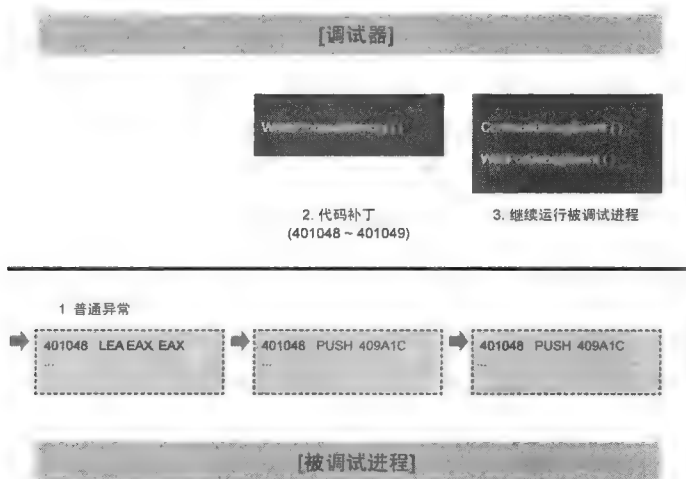 [调试器]
2. 代码补丁
(401048 ~ 401049)
3. 继续运行被调试进程
1 普通异常
401048 LEA EAX, EAX
...
401048 PUSH 409A1C
...
401048 PUSH 409A1C
...
[被调试进程]